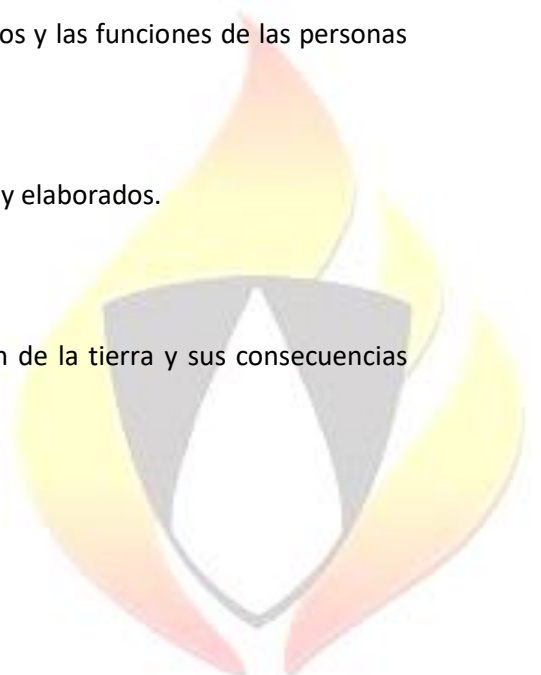 os y las funciones de las personas
y elaborados.
de la tierra y sus consecuencias